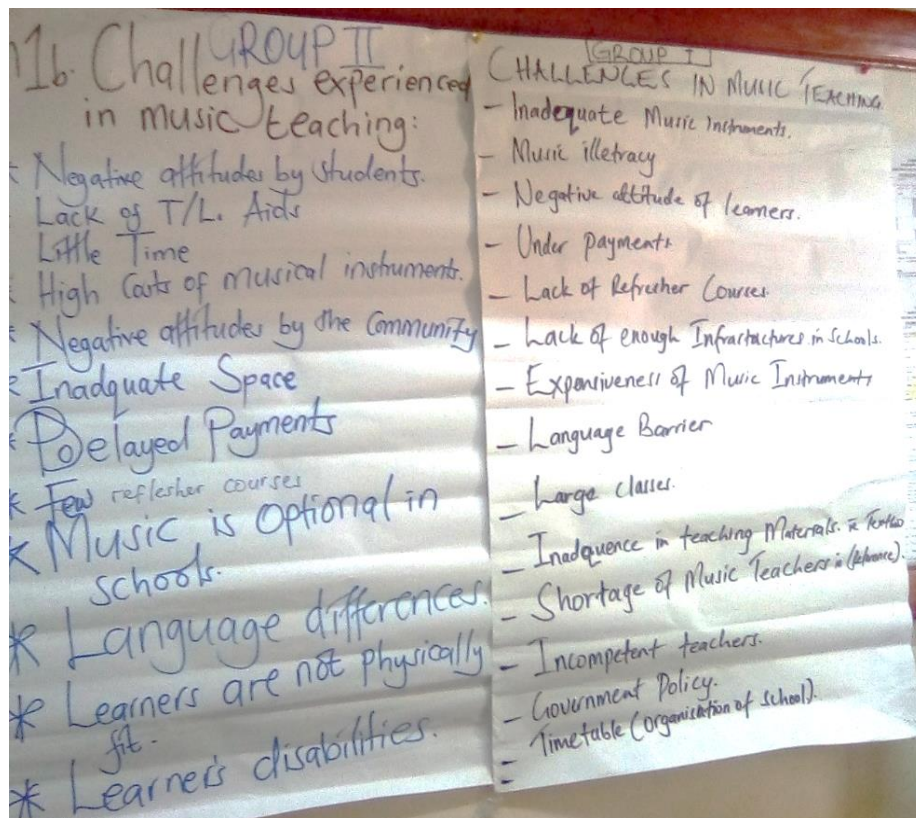 GROUP II
1b. Challenges experienced
in music teaching:
* Negative attitudes by students.
Lack of T/L. Aids
Little Time
* High Costs of musical instruments.
* Negative attitudes by the Community
* Inadquate Space
* Delayed Payments
* Few reflesher courses
* Music is Optional in
schools.
* Language differences.
* Learners are not physically
fit.
* Learner's disabilities.
GROUP I
CHALLENGES IN MUSIC TEACHING
- Inadequate Music instruments.
- Music illetracy
- Negative attitude of learners.
- Under payments
- Lack of Refresher Courses.
- Lack of enough Infrastructures in Schools.
- Expensiveness of Music Instruments
- Language Barrier
- Large classes.
- Inadquence in teaching Materials.
- Shortage of Music Teachers
- Incompetent teachers.
- Government Policy.
- Timetable (organisation of school).
-